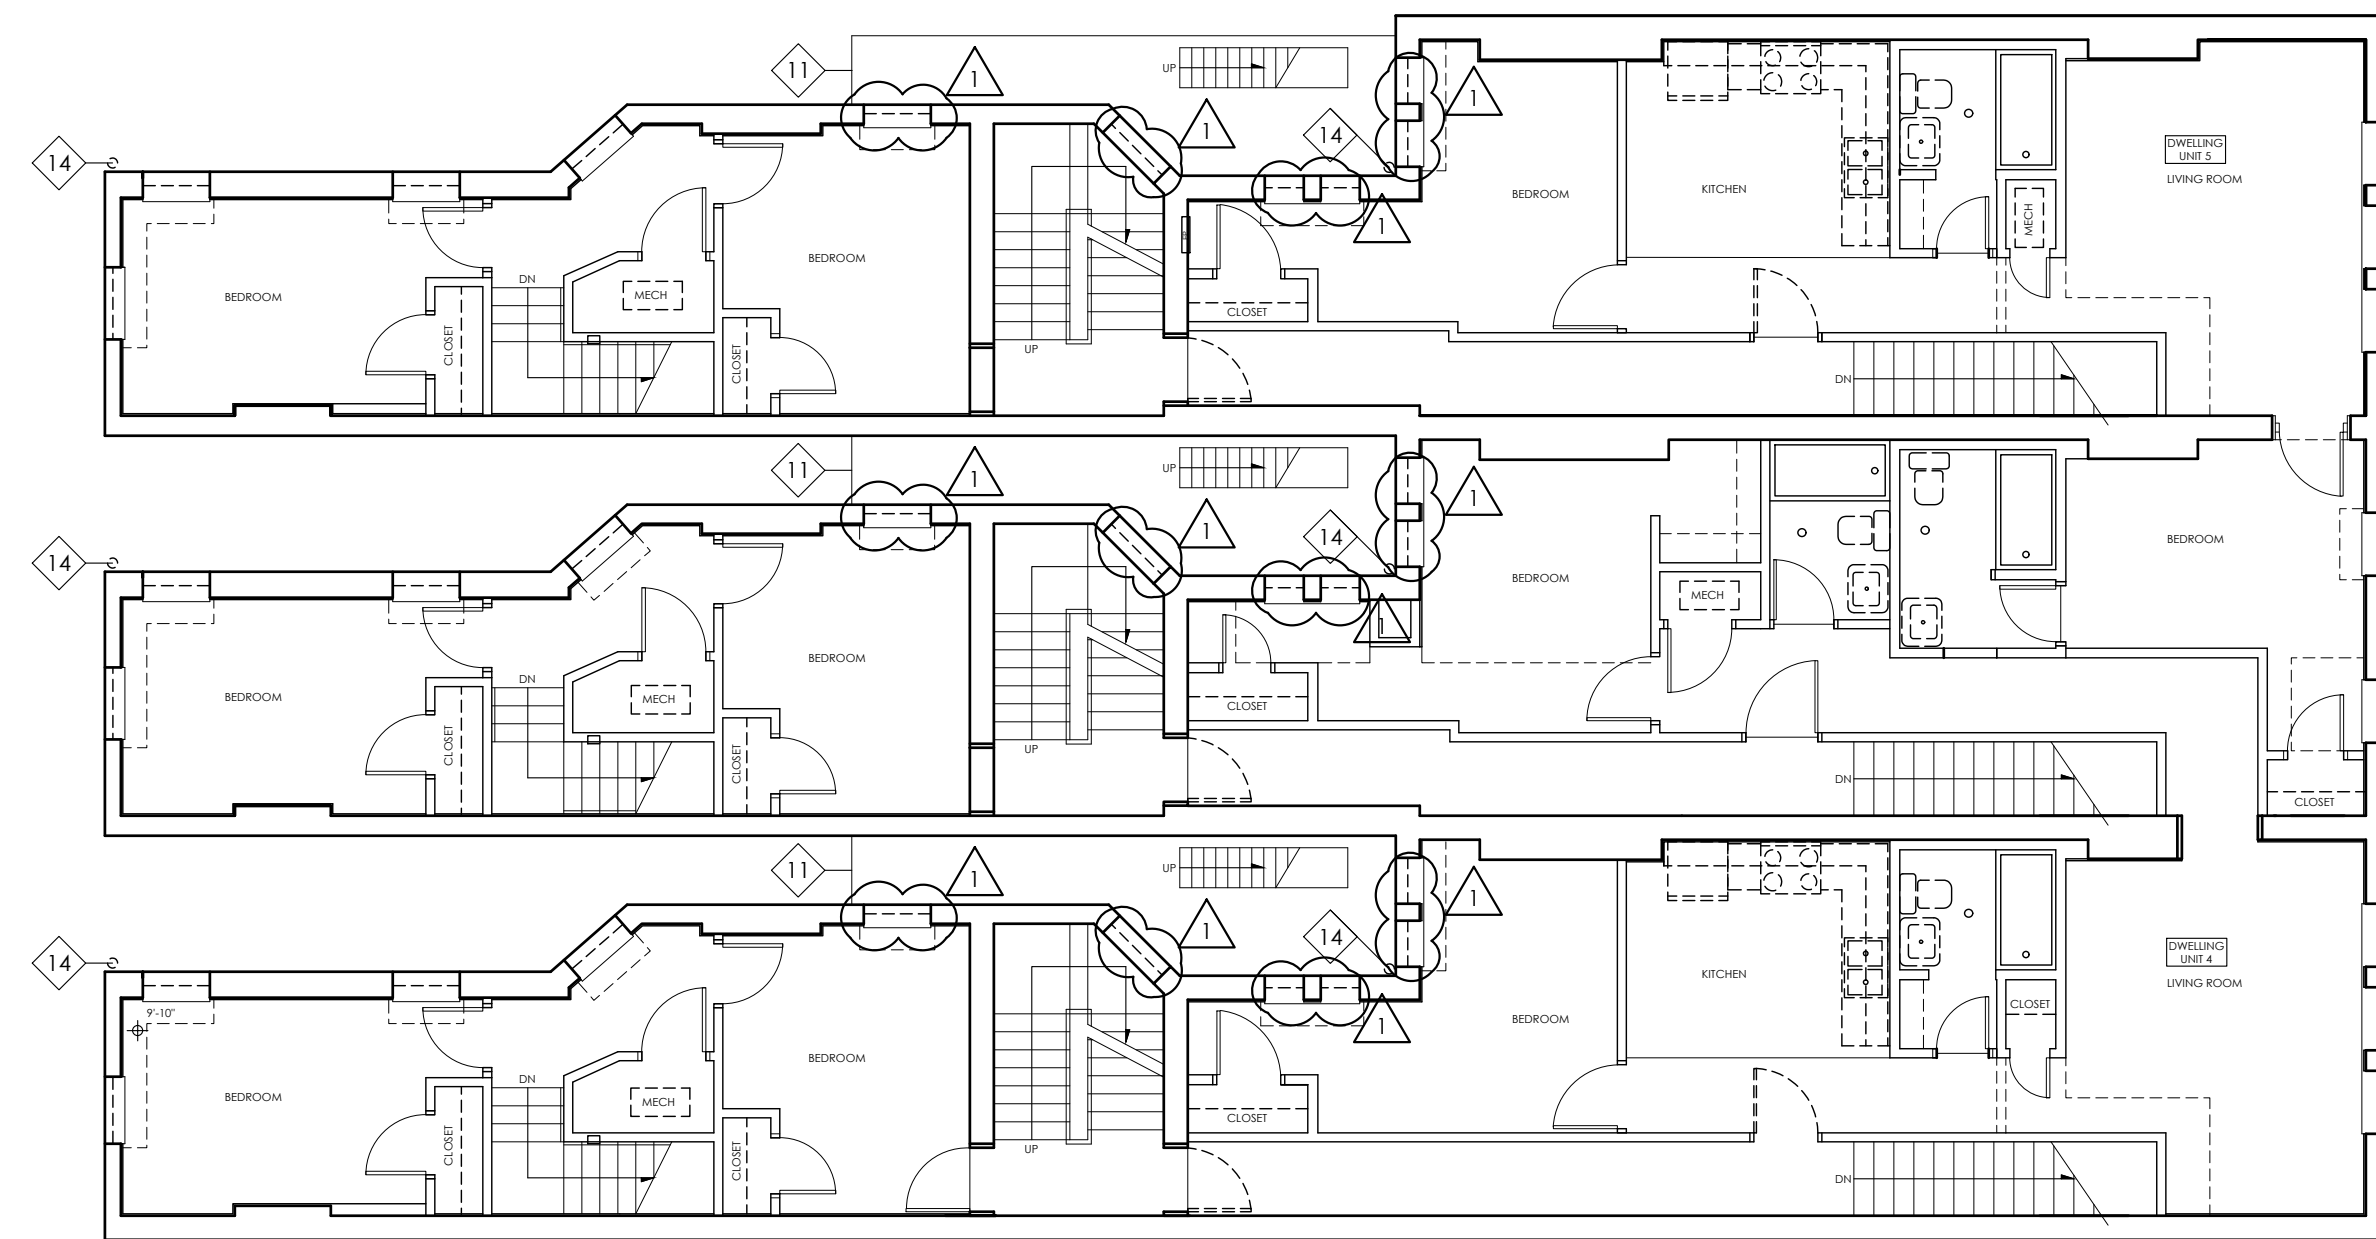 11
1
UP
1
1
14
14
DWELLING
UNIT 5
LIVING ROOM
BEDROOM
KITCHEN
MECH
1
BEDROOM
DN
MECH
BEDROOM
CLOSET
CLOSET
CLOSET
UP
DN
11
1
UP
1
1
14
14
BEDROOM
BEDROOM
MECH
1
BEDROOM
DN
MECH
BEDROOM
CLOSET
CLOSET
CLOSET
UP
DN
CLOSET
11
1
UP
1
1
14
14
DWELLING
UNIT 4
LIVING ROOM
KITCHEN
BEDROOM
CLOSET
1
9'-10"
BEDROOM
DN
MECH
BEDROOM
CLOSET
CLOSET
CLOSET
UP
DN